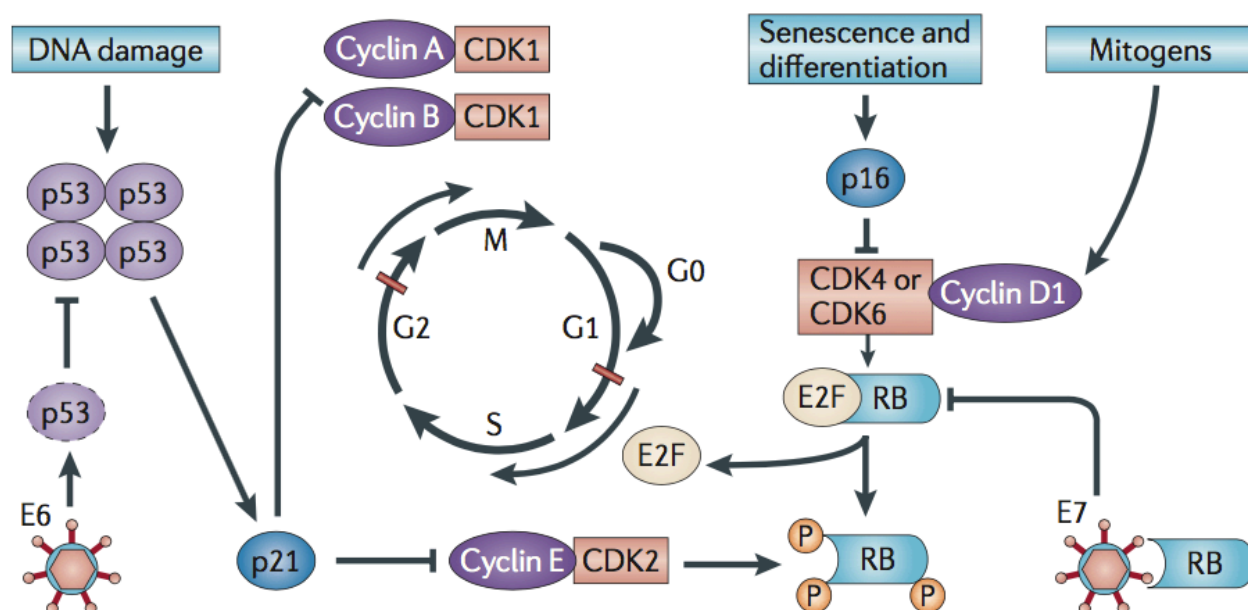 DNA damage
Cyclin A CDK1
Cyclin B CDK1
Senescence and
differentiation
Mitogens
p53 p53
p53 p53
p16
M
G0
G1
G2
S
CDK4 or
CDK6
Cyclin D1
p53
E2F RB
E2F
E6
p21
Cyclin E CDK2
P
RB
P
P
E7
RB